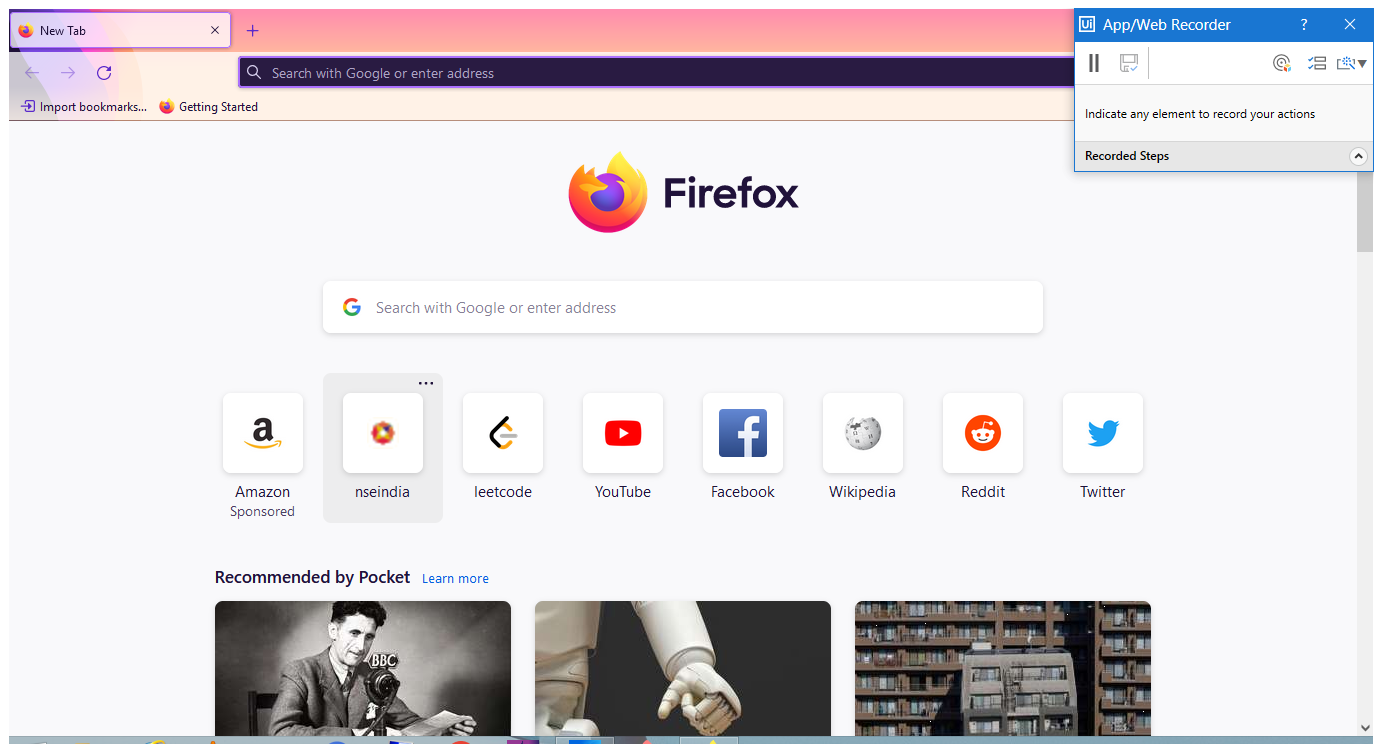 New Tab
Ui App/Web Recorder ?
Search with Google or enter address
Import bookmarks... Getting Started
Indicate any element to record your actions
Recorded Steps
Firefox
Search with Google or enter address
Amazon nseindia leetcode YouTube Facebook Wikipedia Reddit Twitter
Sponsored
Recommended by Pocket Learn more
BBC